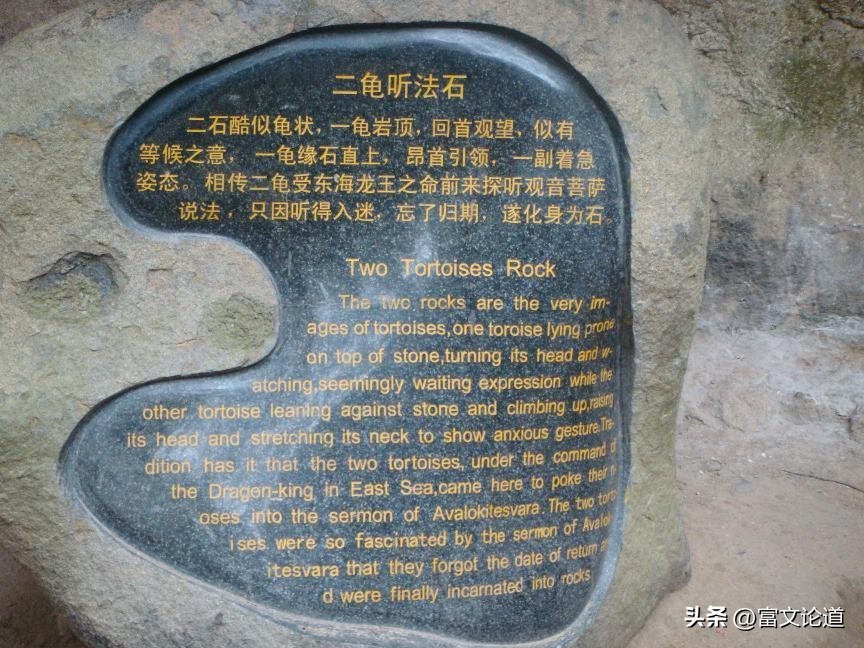 二龟听法石
二石酷似龟状，一龟岩顶，回首观望，似有
等候之意，一龟缘石直上，昂首引领，一副着急
姿态。相传二龟受东海龙王之命前来探听观音菩萨
说法，只因听得入迷，忘了归期，遂化身为石。
Two Tortoises Rock
The two rocks are the very im-
ages of tortoises,one toroise lying prone
on top of stone,turning its head and w-
atching,seemingly waiting expression while the
other tortoise leaning against stone and climbing up,raising
its head and stretching its neck to show anxious gesture.Tra-
dition has it that the two tortoises, under the command of
the Dragon-king in East Sea,came here to poke their n-
oses into the sermon of Avalokitesvara.The two torto
ises were so fascinated by the sermon of Avalok
itesvara that they forgot the date of return an
d were finally incarnated into rocks
头条 @富文论道